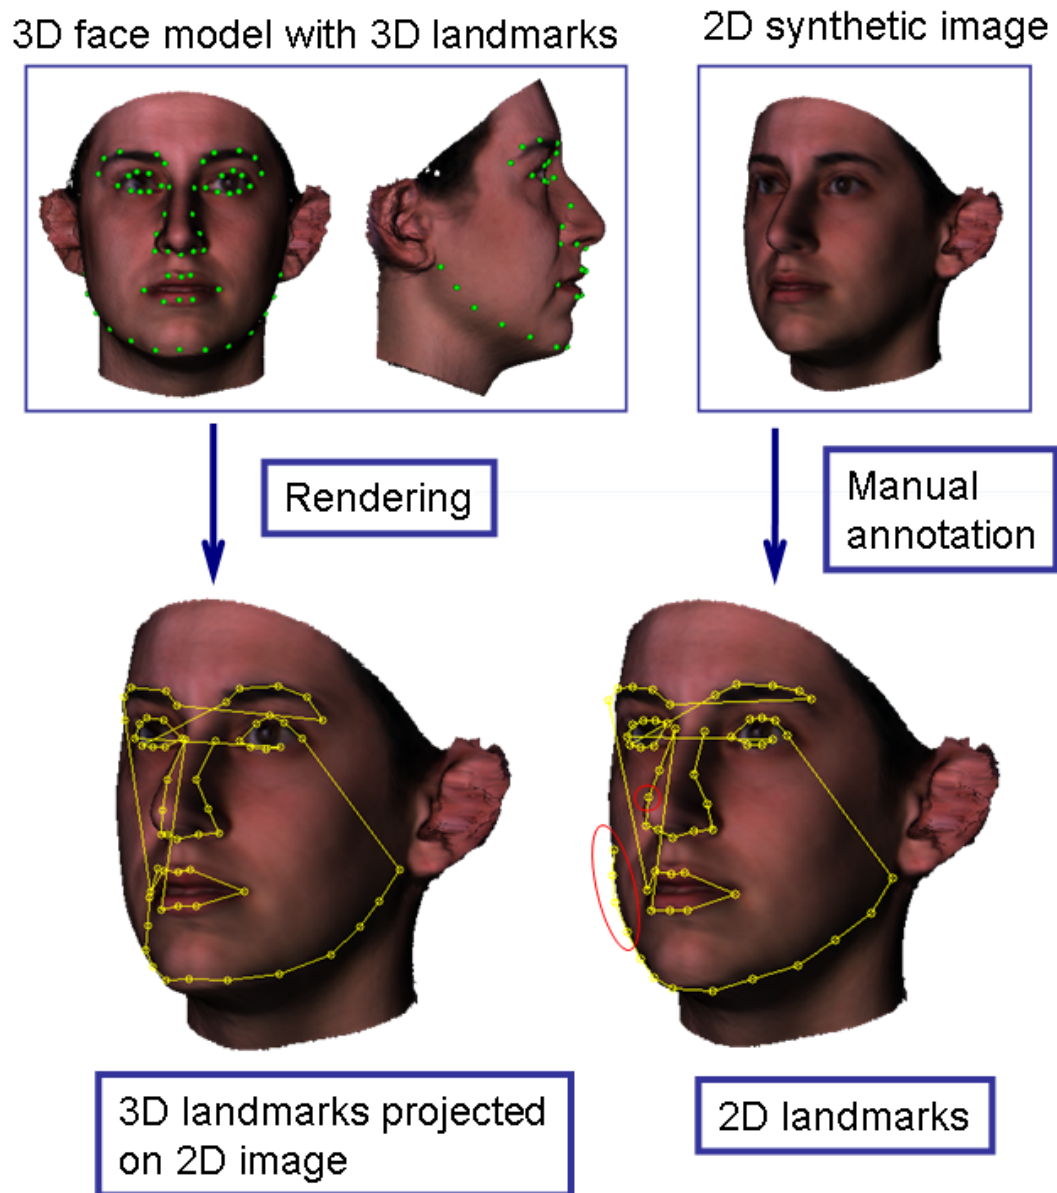 3D face model with 3D landmarks
2D synthetic image
Rendering
Manual
annotation
3D landmarks projected
on 2D image
2D landmarks